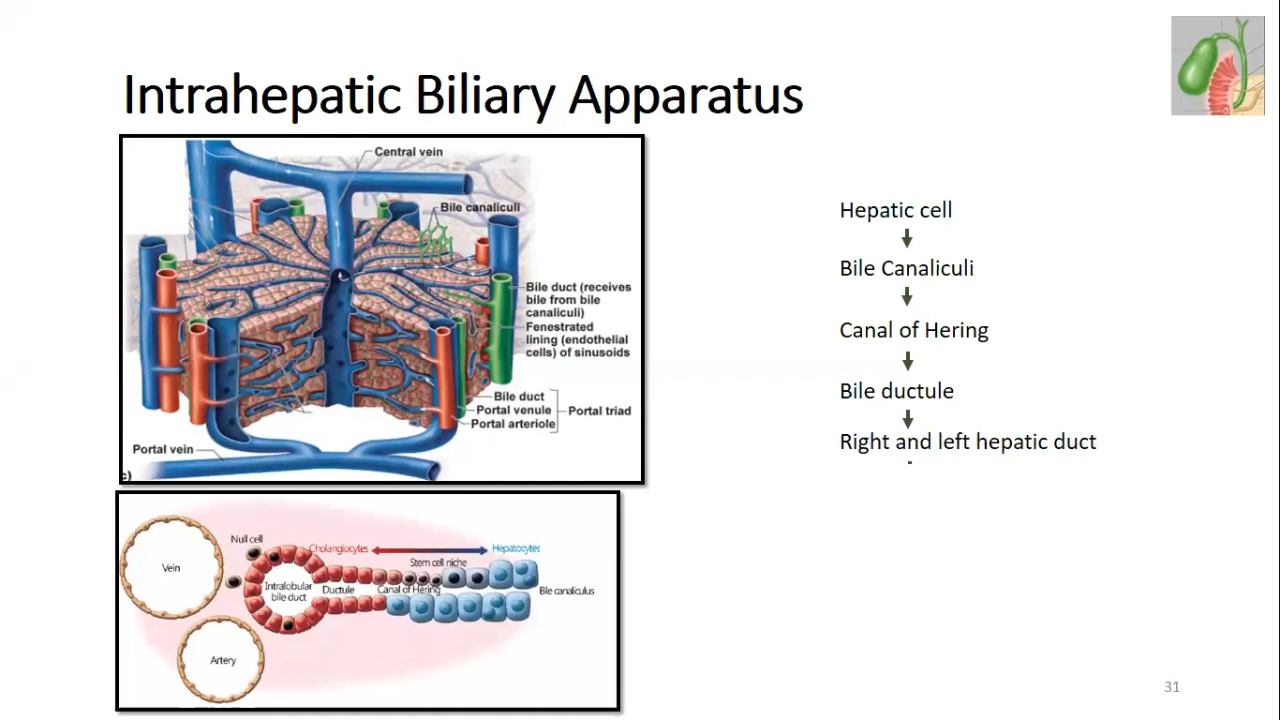 Intrahepatic Biliary Apparatus
Central vein
Bile canaliculi
Bile duct (receives
bile from bile
canaliculi)
Fenestrated
lining (endothelial
cells) of sinusoids
Bile duct
Portal venule
Portal triad
Portal arteriole
Portal vein
c)
Hepatic cell
Bile Canaliculi
Canal of Hering
Bile ductule
Right and left hepatic duct
Null cell
Cholangiocytes
Hepatocytes
Stem cell niche
Vein
Intralobular
bile duct
Ductule
Canal of Hering
Bile canaliculus
Artery
31